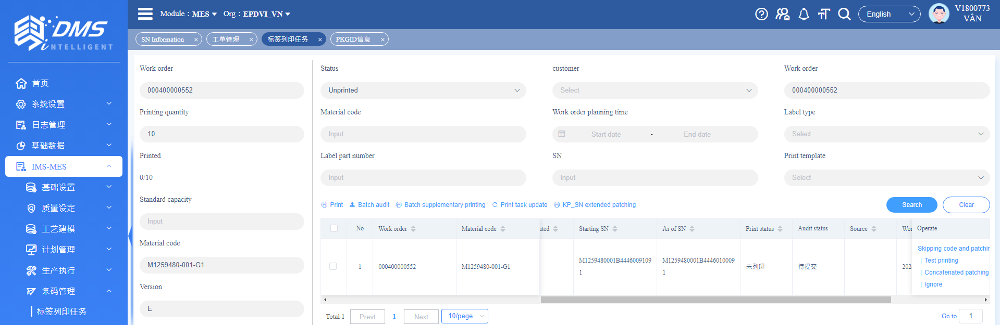 DMS
iNTELLIGENT
首页
系统设置
日志管理
基础数据
IMS-MES
基础设置
质量设定
工艺建模
计划管理
生产执行
条码管理
标签列印任务
Module : MES Org : EPDVI_VN
English
V1800773
VÂN
SN Information × 工单管理 × 标签列印任务 × PKGID信息 ×
Work order
000400000552
Printing quantity
10
Printed
0/10
Standard capacity
Input
Material code
M1259480-001-G1
Version
E
Status customer Work order
Unprinted Select 000400000552
Material code Work order planning time Label type
Input Start date - End date Select
Label part number SN Print template
Input Input Select
Print Batch audit Batch supplementary printing Print task update KP_SN extended patching Search Clear
No Work order Material code nted Starting SN As of SN Print status Audit status Source Wor Operate
1 000400000552 M1259480-001-G1 M1259480001B4446009109 M1259480001B4446010009 未列印 待提交 202
1 1
Skipping code and patchin
| Test printing
| Concatenated patching
| Ignore
Total 1 Prevt 1 Next 10/page Go to 1